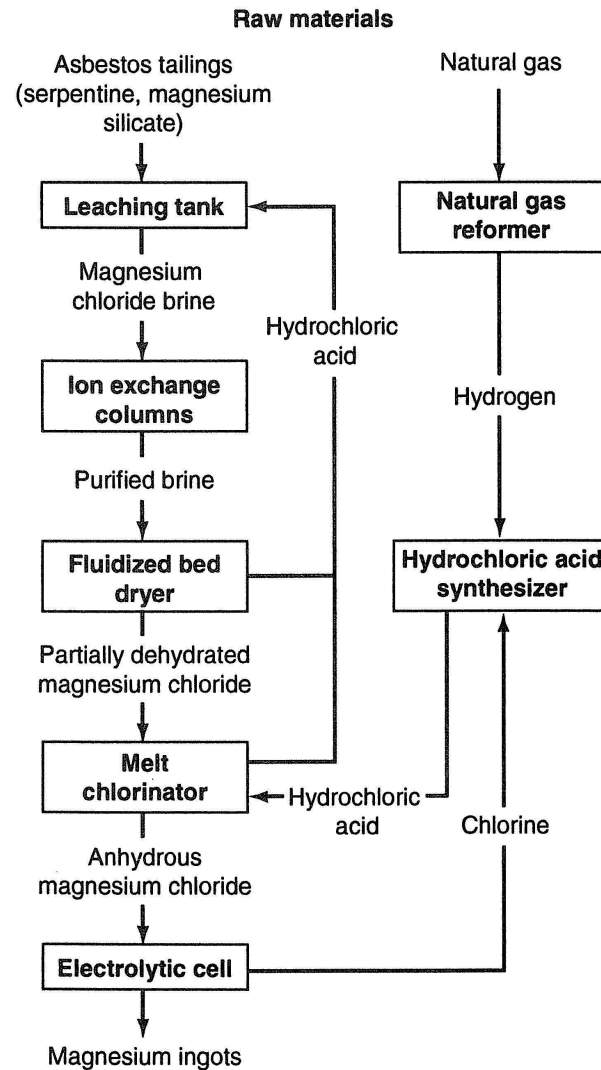 Raw materials
Asbestos tailings
(serpentine, magnesium
silicate)
Natural gas
Leaching tank
Natural gas
reformer
Magnesium
chloride brine
Hydrochloric
acid
Ion exchange
columns
Hydrogen
Purified brine
Fluidized bed
dryer
Hydrochloric acid
synthesizer
Partially dehydrated
magnesium chloride
Melt
chlorinator
Hydrochloric
acid
Chlorine
Anhydrous
magnesium chloride
Electrolytic cell
Magnesium ingots